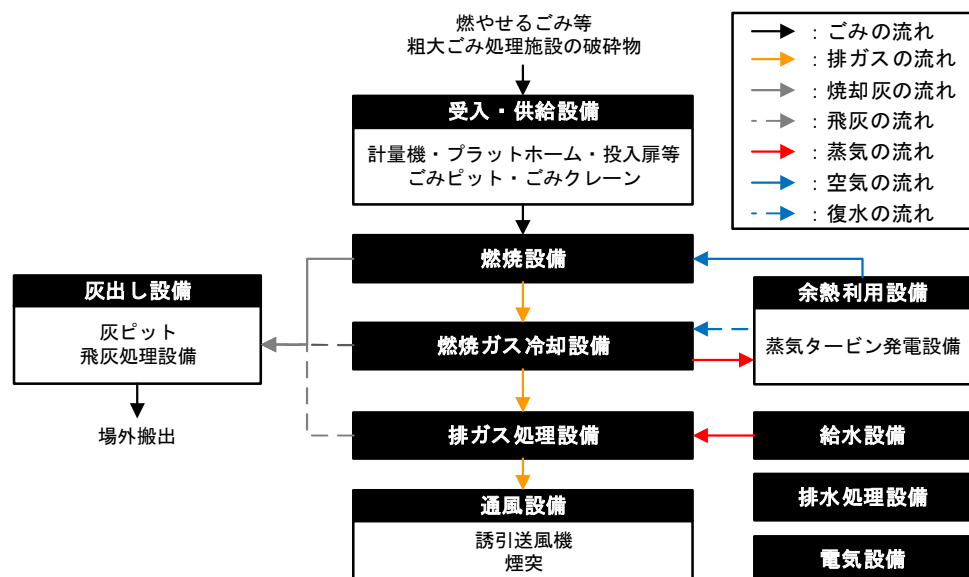 燃やせるごみ等
粗大ごみ処理施設の破砕物
受入・供給設備
計量機・プラットホーム・投入扉等
ごみピット・ごみクレーン
燃焼設備
燃焼ガス冷却設備
排ガス処理設備
通風設備
誘引送風機
煙突
灰出し設備
灰ピット
飛灰処理設備
場外搬出
：ごみの流れ
：排ガスの流れ
：焼却灰の流れ
：飛灰の流れ
：蒸気の流れ
：空気の流れ
：復水の流れ
余熱利用設備
蒸気タービン発電設備
給水設備
排水処理設備
電気設備